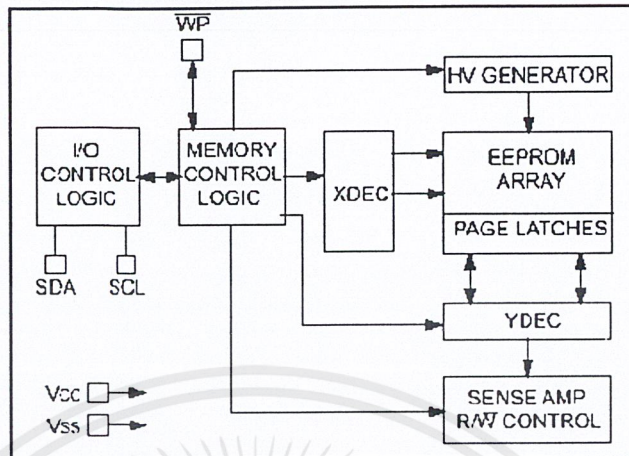 WP
HV GENERATOR
I/O
CONTROL
LOGIC
MEMORY
CONTROL
LOGIC
XDEC
EEPROM
ARRAY
PAGE LATCHES
SDA
SCL
YDEC
VCC
VSS
SENSE AMP
R/W CONTROL